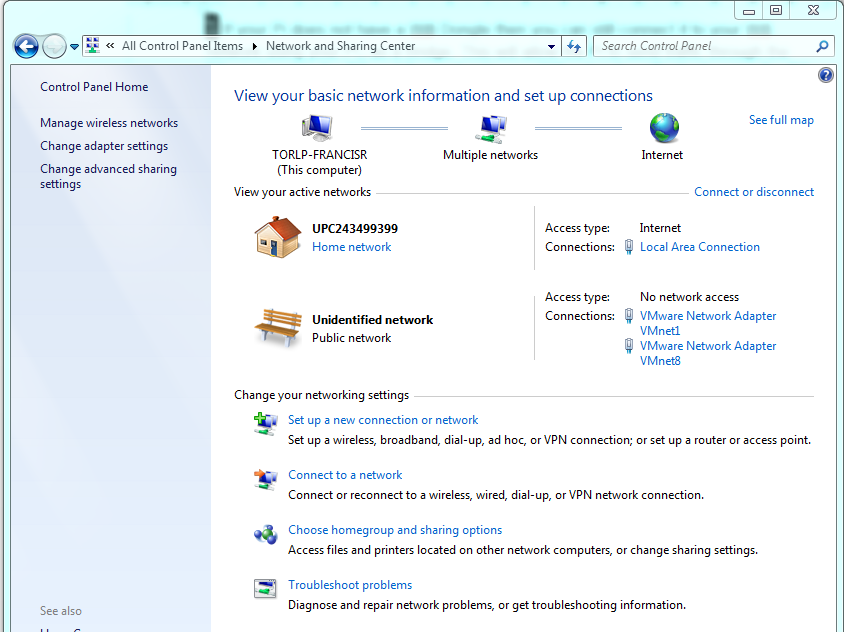 « All Control Panel Items Network and Sharing Center
Search Control Panel
Control Panel Home
Manage wireless networks
Change adapter settings
Change advanced sharing
settings
See also
View your basic network information and set up connections
See full map
TORLP-FRANCISR
(This computer)
Multiple networks
Internet
View your active networks
Connect or disconnect
UPC243499399
Home network
Access type: Internet
Connections: Local Area Connection
Unidentified network
Public network
Access type: No network access
Connections: VMware Network Adapter
VMnet1
VMware Network Adapter
VMnet8
Change your networking settings
Set up a new connection or network
Set up a wireless, broadband, dial-up, ad hoc, or VPN connection; or set up a router or access point.
Connect to a network
Connect or reconnect to a wireless, wired, dial-up, or VPN network connection.
Choose homegroup and sharing options
Access files and printers located on other network computers, or change sharing settings.
Troubleshoot problems
Diagnose and repair network problems, or get troubleshooting information.